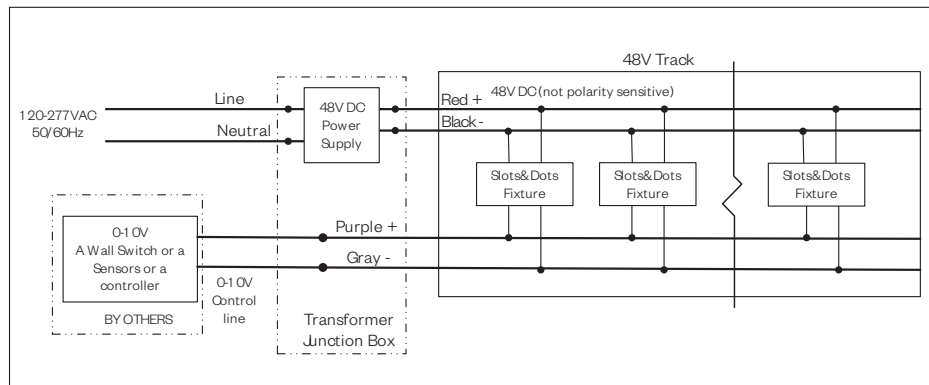 48V Track
Line
48V DC
Power
Supply
Red +
48V DC (not polarity sensitive)
120-277VAC
50/60Hz
Neutral
Black -
Slots&Dots
Fixture
Slots&Dots
Fixture
Slots&Dots
Fixture
0-10V
A Wall Switch or a
Sensors or a
controller
Purple +
Gray -
0-10V
Control
line
BY OTHERS
Transformer
Junction Box